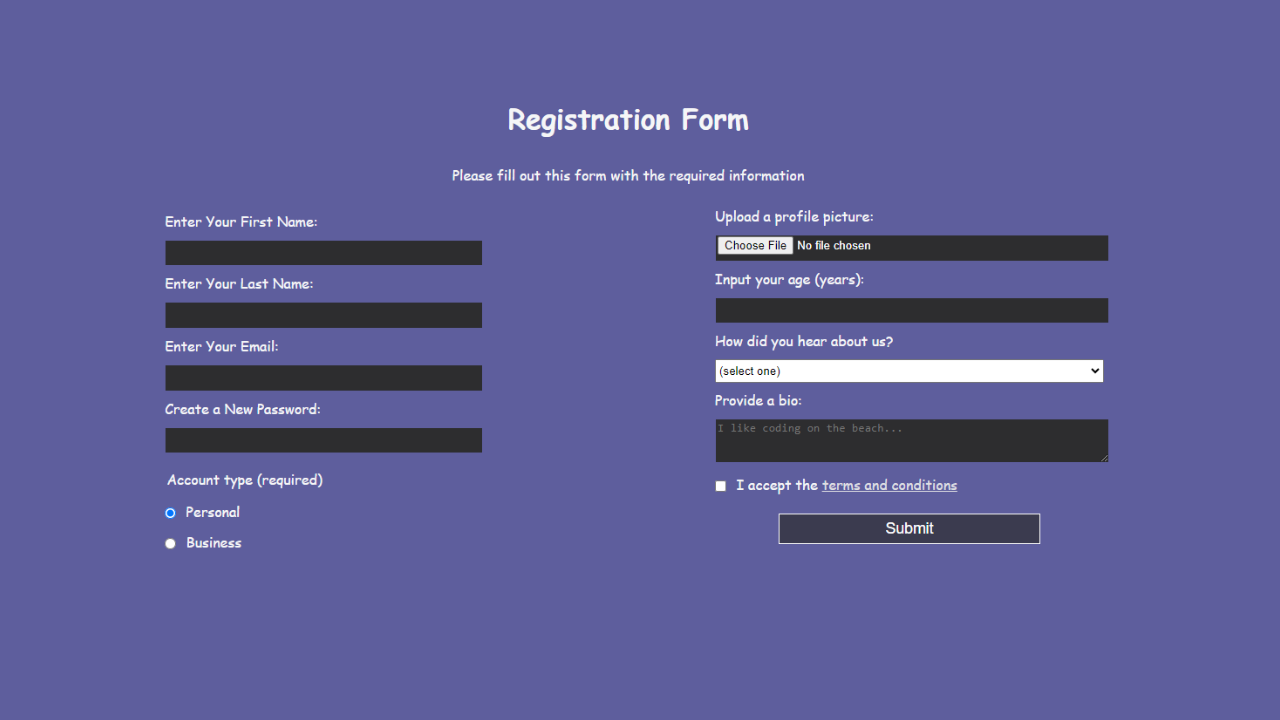 Registration Form
Please fill out this form with the required information
Enter Your First Name:
Enter Your Last Name:
Enter Your Email:
Create a New Password:
Account type (required)
Personal
Business
Upload a profile picture:
Choose File No file chosen
Input your age (years):
How did you hear about us?
(select one)
Provide a bio:
I like coding on the beach...
I accept the terms and conditions
Submit